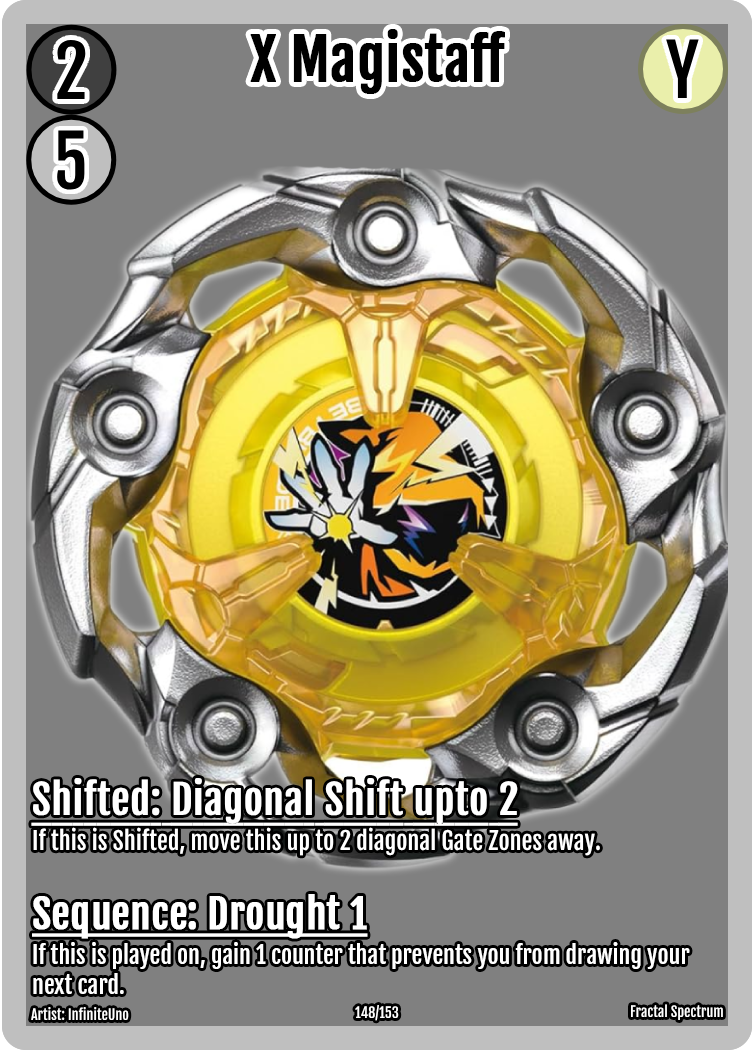 2
X Magistaff
Y
5
Shifted: Diagonal Shift upto 2
If this is Shifted, move this up to 2 diagonal Gate Zones away.
Sequence: Drought 1
If this is played on, gain 1 counter that prevents you from drawing your
next card.
Artist: InfiniteUno
148/153
Fractal Spectrum